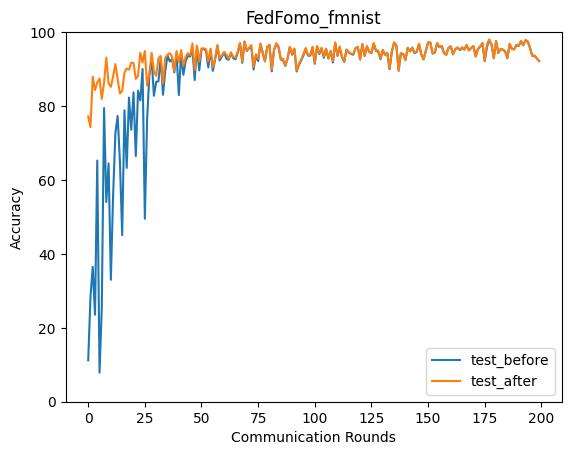 FedFomo_fmnist
100
80
60
40
20
0
Accuracy
0 25 50 75 100 125 150 175 200
Communication Rounds
test_before
test_after